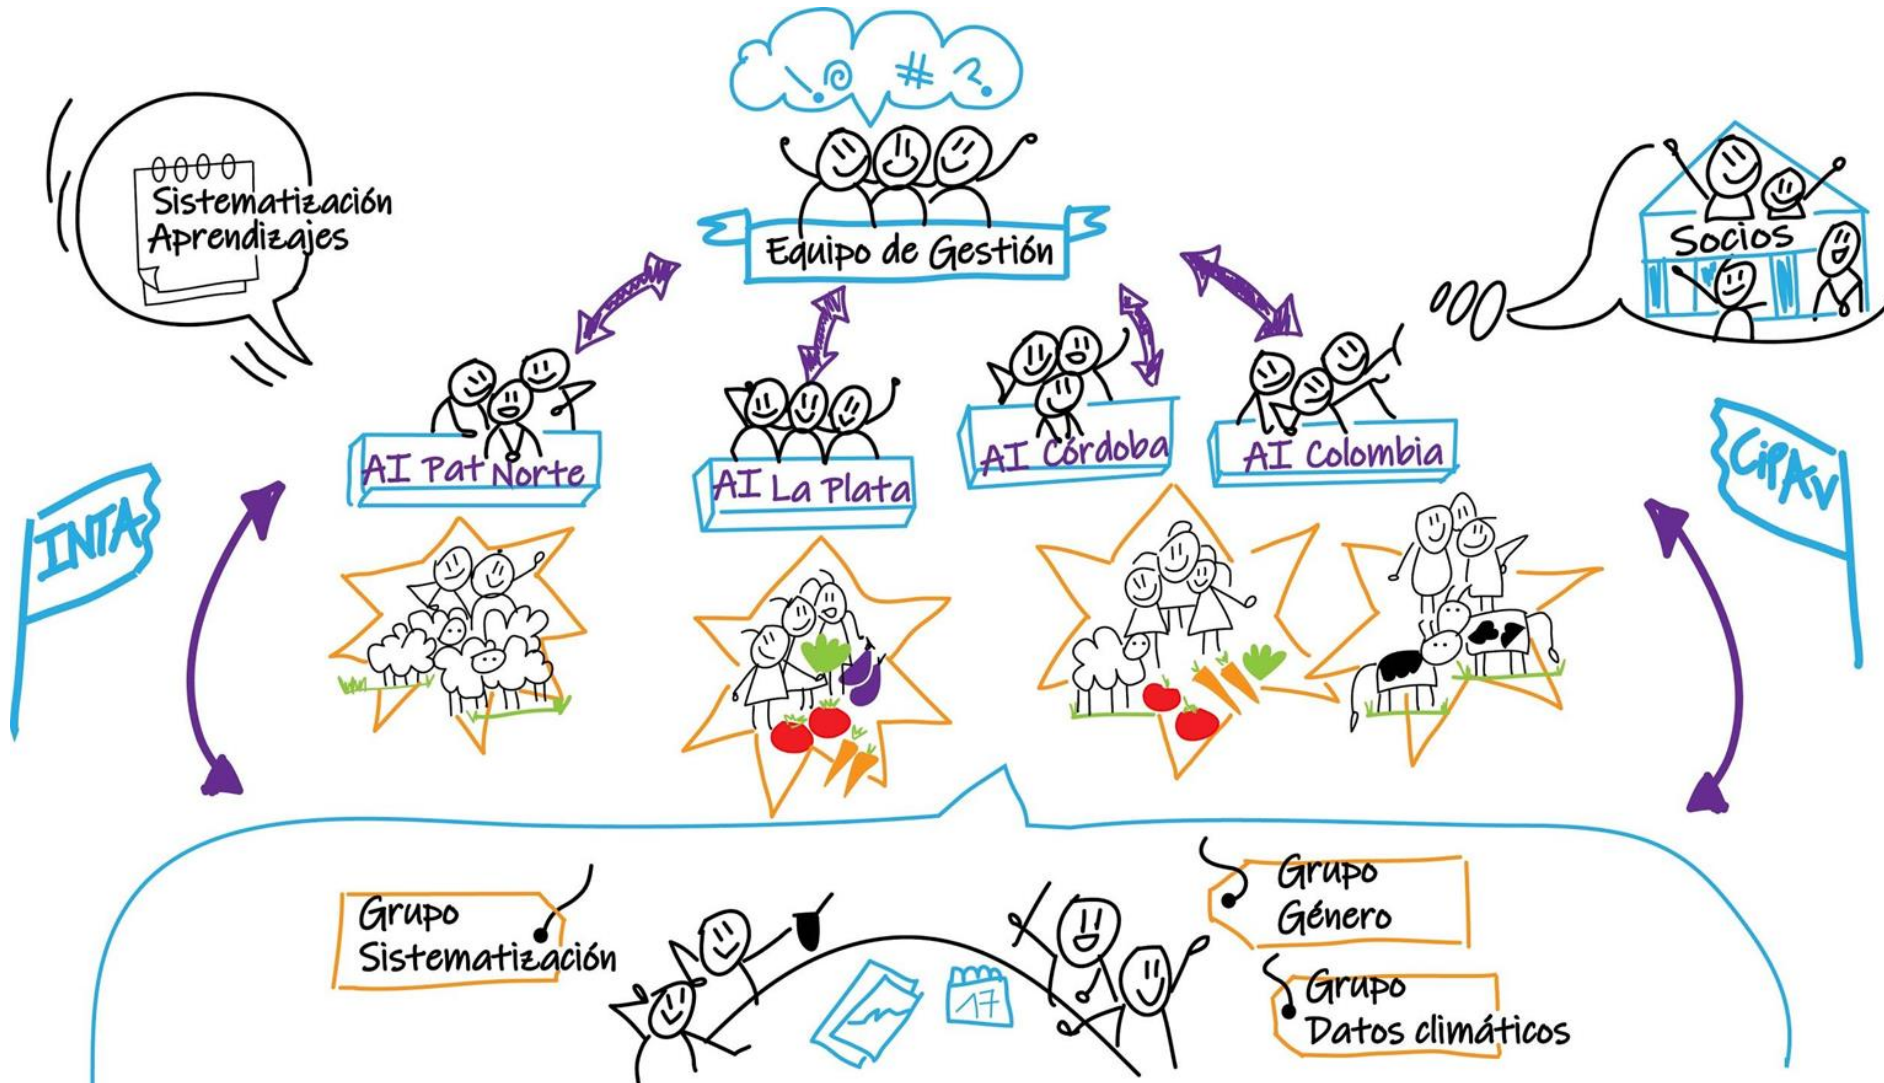 \.@ # ?
Sistematización
Aprendizajes
Equipo de Gestión
Socios
AI Pat Norte
AI La Plata
AI Córdoba
AI Colombia
INTA
CiPAv
Grupo
Sistematización
17
Grupo
Género
Grupo
Datos climáticos